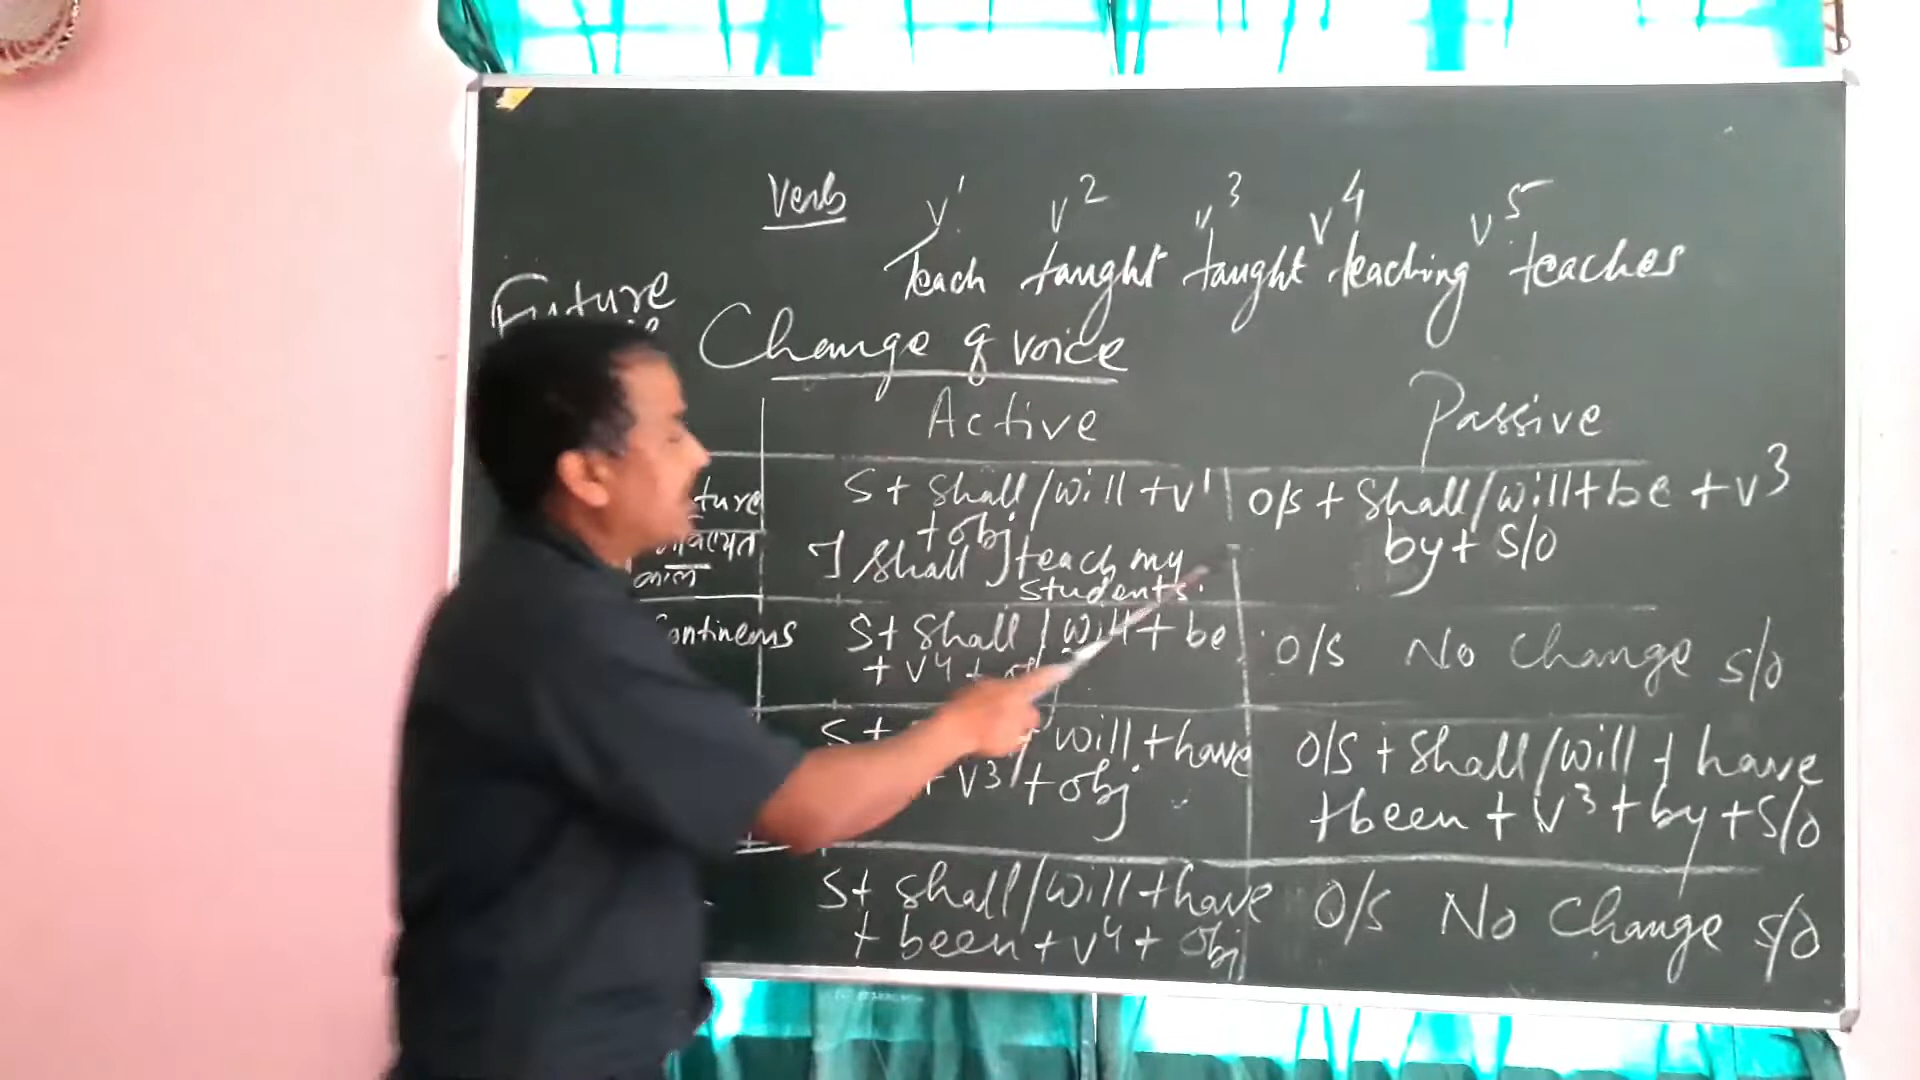 Verb V1 V2 V3 V4 V5
Teach taught taught teaching teaches
Future
Change of voice
Active Passive
ture S + Shall/will + V1 O/S + Shall/will + be + V3
+ obj by + S/O
काल I shall teach my
students.
Contineous S + Shall / will + be O/S No Change S/O
+ V4 +
S + will + have O/S + Shall/will + have
+ V3 + obj + been + V3 + by + S/O
S + Shall/will + have O/S No Change S/O
+ been + V4 + Obj